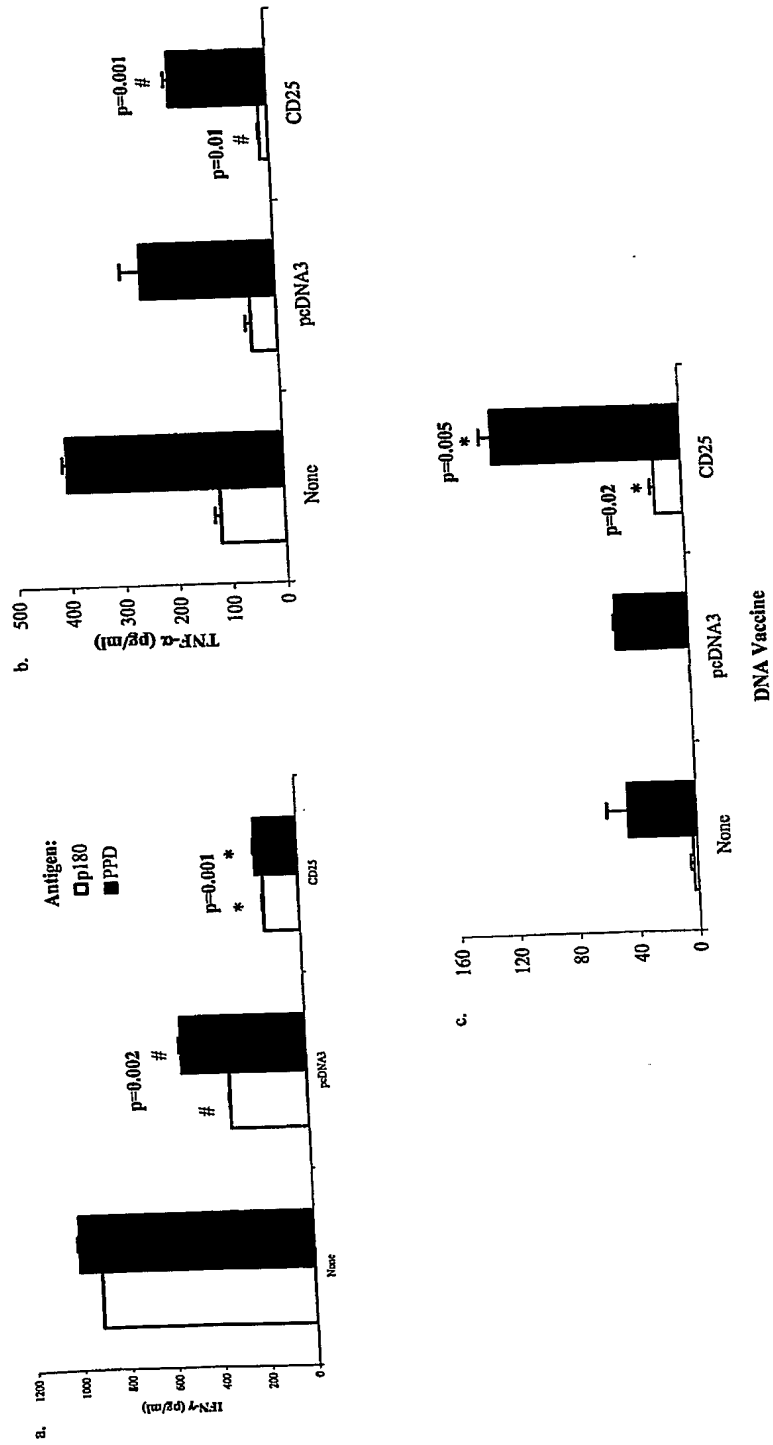 a.
IFN-γ (pg/ml)
1200
1000
800
600
400
200
0
None
pcDNA3
CD25
p=0.002
#
#
p=0.001
*
*
Antigen:
p180
PPD
b.
TNF-α (pg/ml)
500
400
300
200
100
0
None
pcDNA3
CD25
p=0.01
#
p=0.001
#
c.
160
120
80
40
0
None
pcDNA3
CD25
p=0.02
*
p=0.005
*
DNA Vaccine